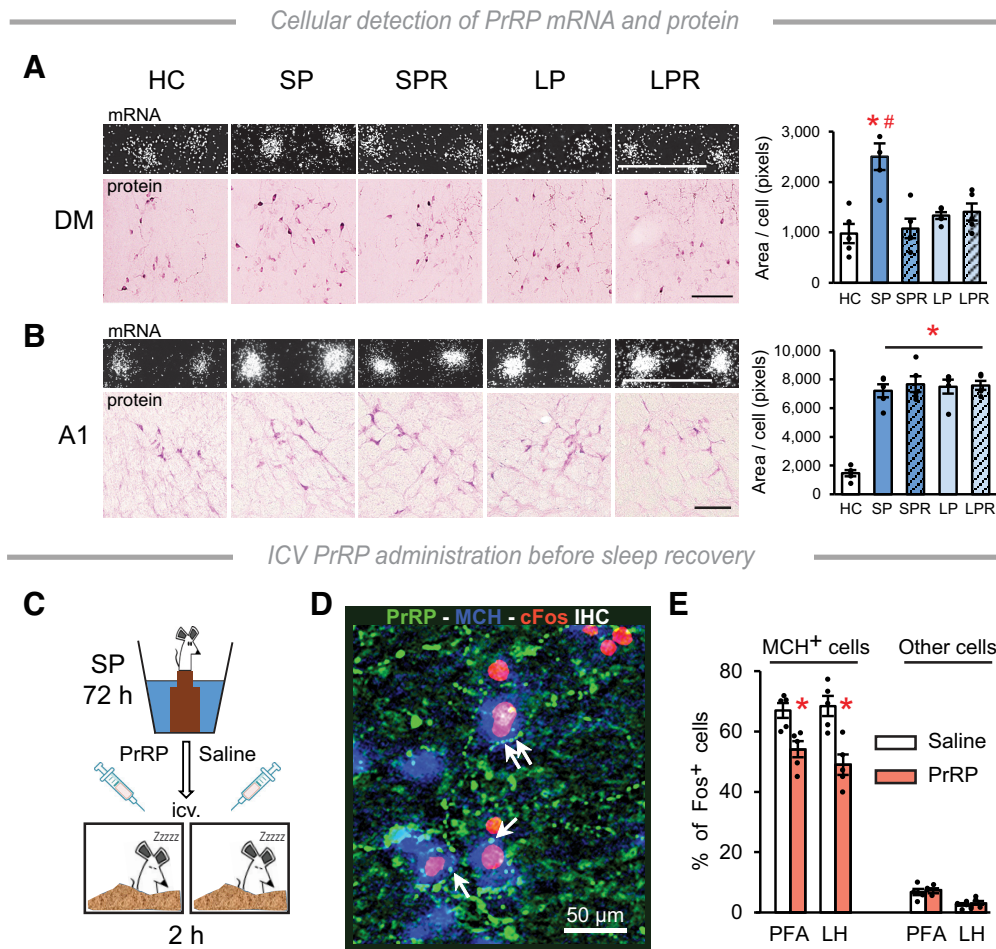 Cellular detection of PrRP mRNA and protein
A
HC SP SPR LP LPR
mRNA
protein
DM
Area / cell (pixels)
3,000
2,000
1,000
0
* #
HC SP SPR LP LPR
B
mRNA
protein
A1
Area / cell (pixels)
10,000
8,000
6,000
4,000
2,000
0
*
HC SP SPR LP LPR
ICV PrRP administration before sleep recovery
C
SP
72 h
PrRP Saline
icv.
Zzzzz Zzzzz
2 h
D
PrRP - MCH - cFos IHC
50 µm
E
MCH+ cells Other cells
% of Fos+ cells
80
60
40
20
0
* *
Saline
PrRP
PFA LH PFA LH